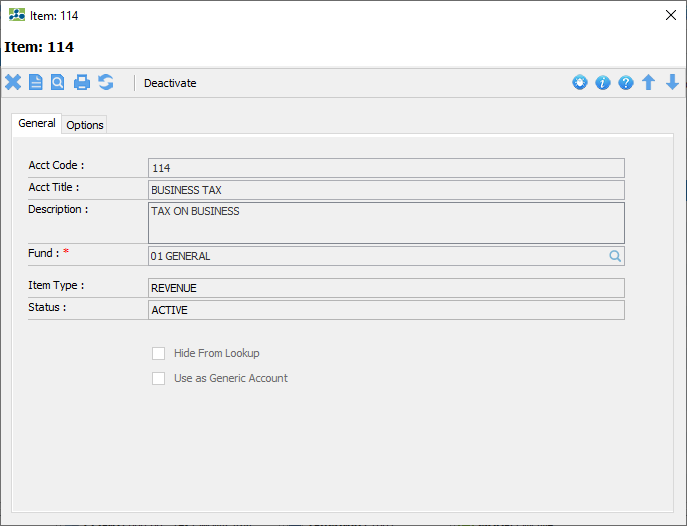 Item: 114
Item: 114
Deactivate
General Options
Acct Code : 114
Acct Title : BUSINESS TAX
Description : TAX ON BUSINESS
Fund : * 01 GENERAL
Item Type : REVENUE
Status : ACTIVE
Hide From Lookup
Use as Generic Account